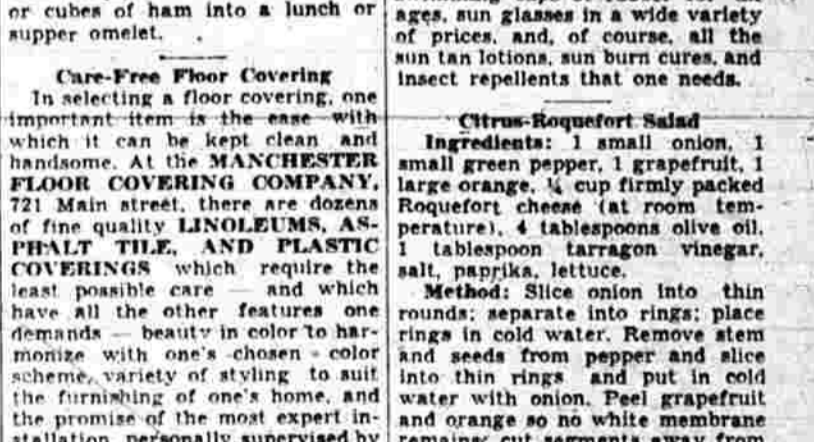 or cubes of ham into a lunch or
supper omelet.
Care-Free Floor Covering
In selecting a floor covering, one
important item is the ease with
which it can be kept clean and
handsome. At the MANCHESTER
FLOOR COVERING COMPANY,
721 Main street, there are dozens
of fine quality LINOLEUMS, AS-
PHALT TILE, AND PLASTIC
COVERINGS which require the
least possible care — and which
have all the other features one
demands — beauty in color to har-
monize with one's chosen color
scheme, variety of styling to suit
the furnishing of one's home, and
the promise of the most expert in-
stallation, personally supervised by
ages, sun glasses in a wide variety
of prices, and, of course, all the
sun tan lotions, sun burn cures, and
insect repellents that one needs.
Citrus-Roquefort Salad
Ingredients: 1 small onion, 1
small green pepper, 1 grapefruit, 1
large orange, ¼ cup firmly packed
Roquefort cheese (at room tem-
perature), 4 tablespoons olive oil,
1 tablespoon tarragon vinegar,
salt, paprika, lettuce.
Method: Slice onion into thin
rounds; separate into rings; place
rings in cold water. Remove stem
and seeds from pepper and slice
into thin rings and put in cold
water with onion. Peel grapefruit
and orange so no white membrane
remains; cut segments away from